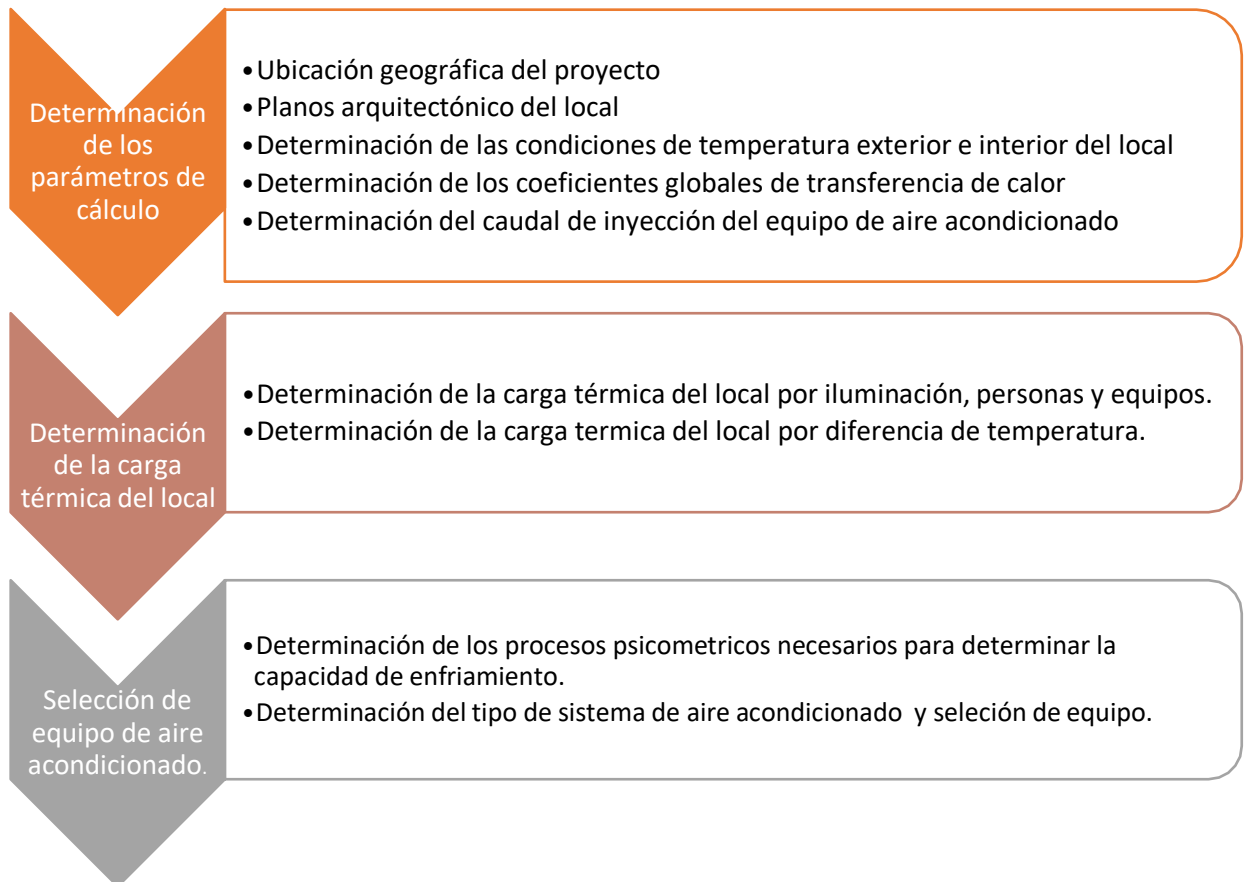 Determinación
de los
parámetros de
cálculo
•Ubicación geográfica del proyecto
•Planos arquitectónico del local
•Determinación de las condiciones de temperatura exterior e interior del local
•Determinación de los coeficientes globales de transferencia de calor
•Determinación del caudal de inyección del equipo de aire acondicionado
Determinación
de la carga
térmica del local
•Determinación de la carga térmica del local por iluminación, personas y equipos.
•Determinación de la carga termica del local por diferencia de temperatura.
Selección de
equipo de aire
acondicionado.
•Determinación de los procesos psicometricos necesarios para determinar la
capacidad de enfriamiento.
•Determinación del tipo de sistema de aire acondicionado y seleción de equipo.